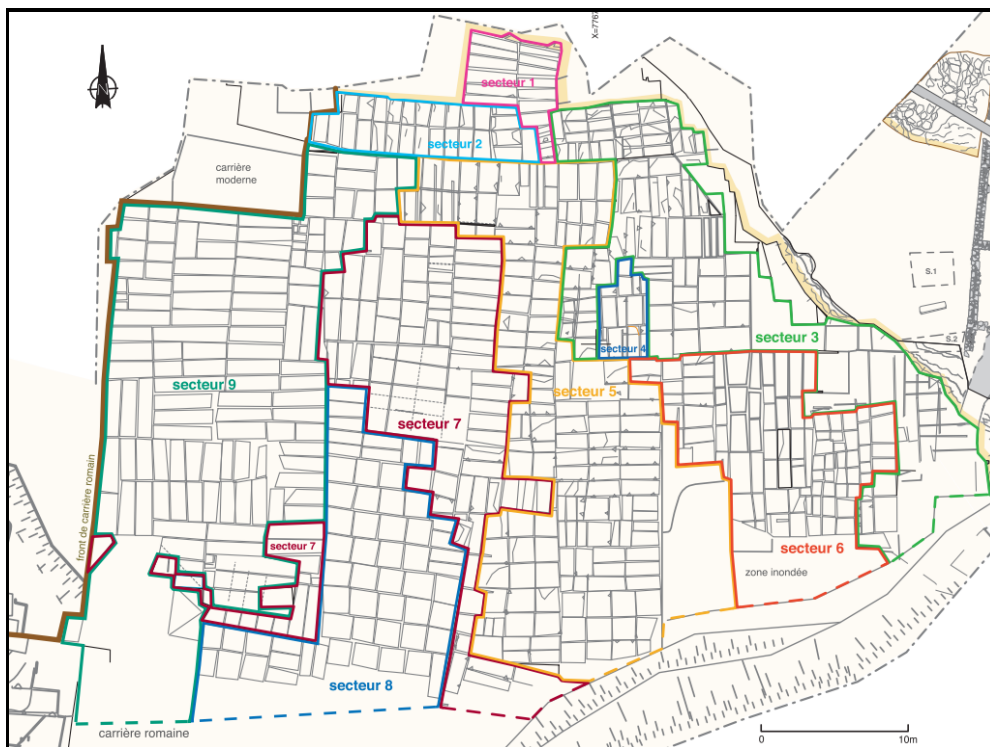 X=7767
secteur 1
secteur 2
carrière
moderne
S.1
secteur 3
S.2
secteur 4
secteur 9
secteur 5
secteur 7
front de carrière romain
secteur 7
secteur 6
zone inondée
secteur 8
carrière romaine
0
10m